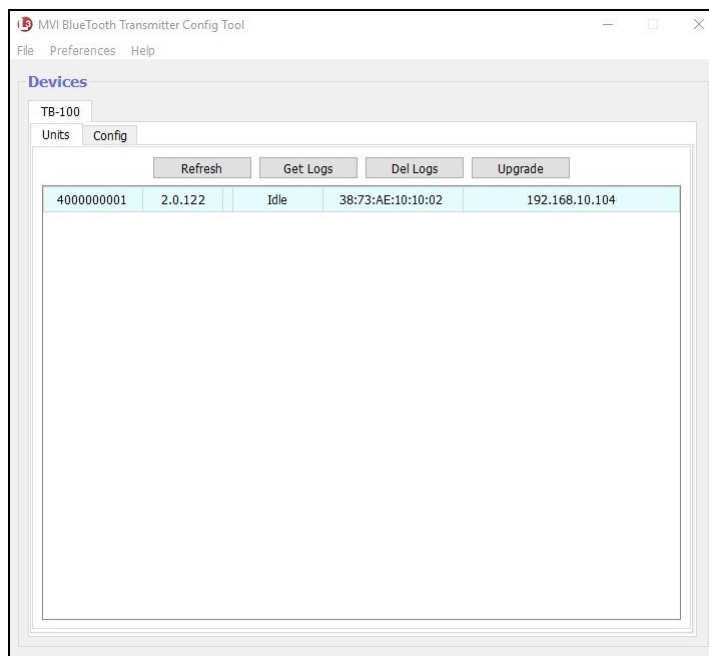 MVI BlueTooth Transmitter Config Tool
File Preferences Help
Devices
TB-100
Units Config
Refresh Get Logs Del Logs Upgrade
4000000001 2.0.122 Idle 38:73:AE:10:10:02 192.168.10.104